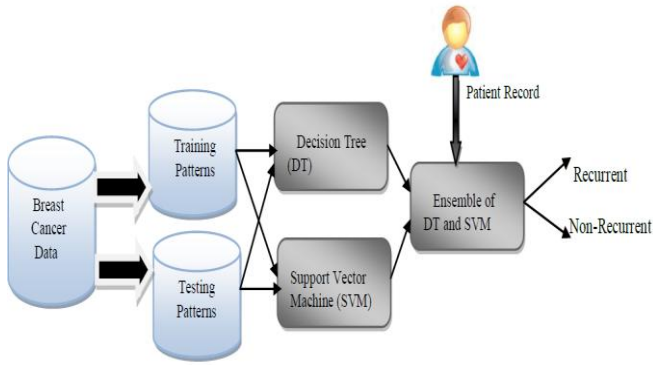 Patient Record
Breast
Cancer
Data
Training
Patterns
Testing
Patterns
Decision Tree
(DT)
Support Vector
Machine (SVM)
Ensemble of
DT and SVM
Recurrent
Non-Recurrent